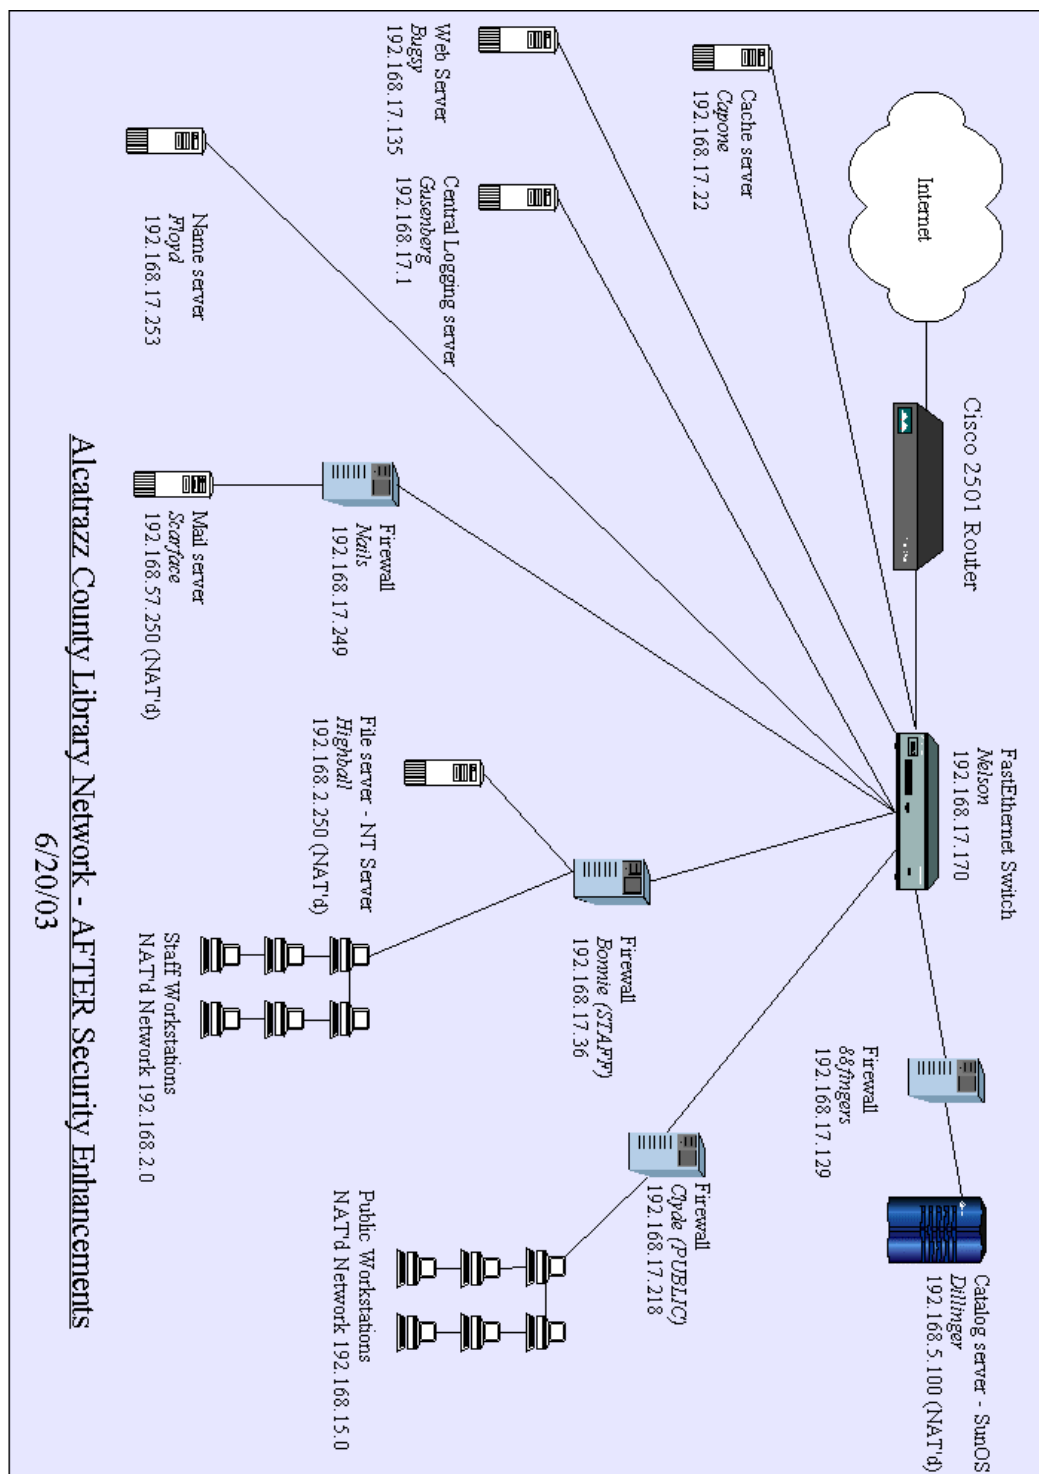 Internet
Cisco 2501 Router
Cache server
Capone
192.168.17.22
Web Server
Bugsy
192.168.17.135
Central Logging server
Gusenberg
192.168.17.1
Name server
Floyd
192.168.17.253
FastEthernet Switch
Nelson
192.168.17.170
Firewall
88fingers
192.168.17.129
Catalog server - SunOS
Dillinger
192.168.5.100 (NAT'd)
Firewall
Nails
192.168.17.249
Mail server
Scarface
192.168.57.250 (NAT'd)
Firewall
Bonnie (STAFF)
192.168.17.36
File server - NT Server
Highball
192.168.2.250 (NAT'd)
Staff Workstations
NAT'd Network 192.168.2.0
Firewall
Clyde (PUBLIC)
192.168.17.218
Public Workstations
NAT'd Network 192.168.15.0
Alcatrazz County Library Network - AFTER Security Enhancements
6/20/03